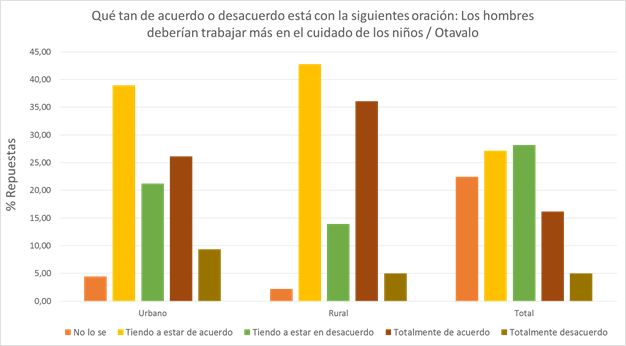 Qué tan de acuerdo o desacuerdo está con la siguientes oración: Los hombres
deberían trabajar más en el cuidado de los niños / Otavalo
45,00
40,00
35,00
30,00
25,00
20,00
15,00
10,00
5,00
0,00
% Repuestas
Urbano Rural Total
No lo se Tiendo a estar de acuerdo Tiendo a estar en desacuerdo Totalmente de acuerdo Totalmente desacuerdo